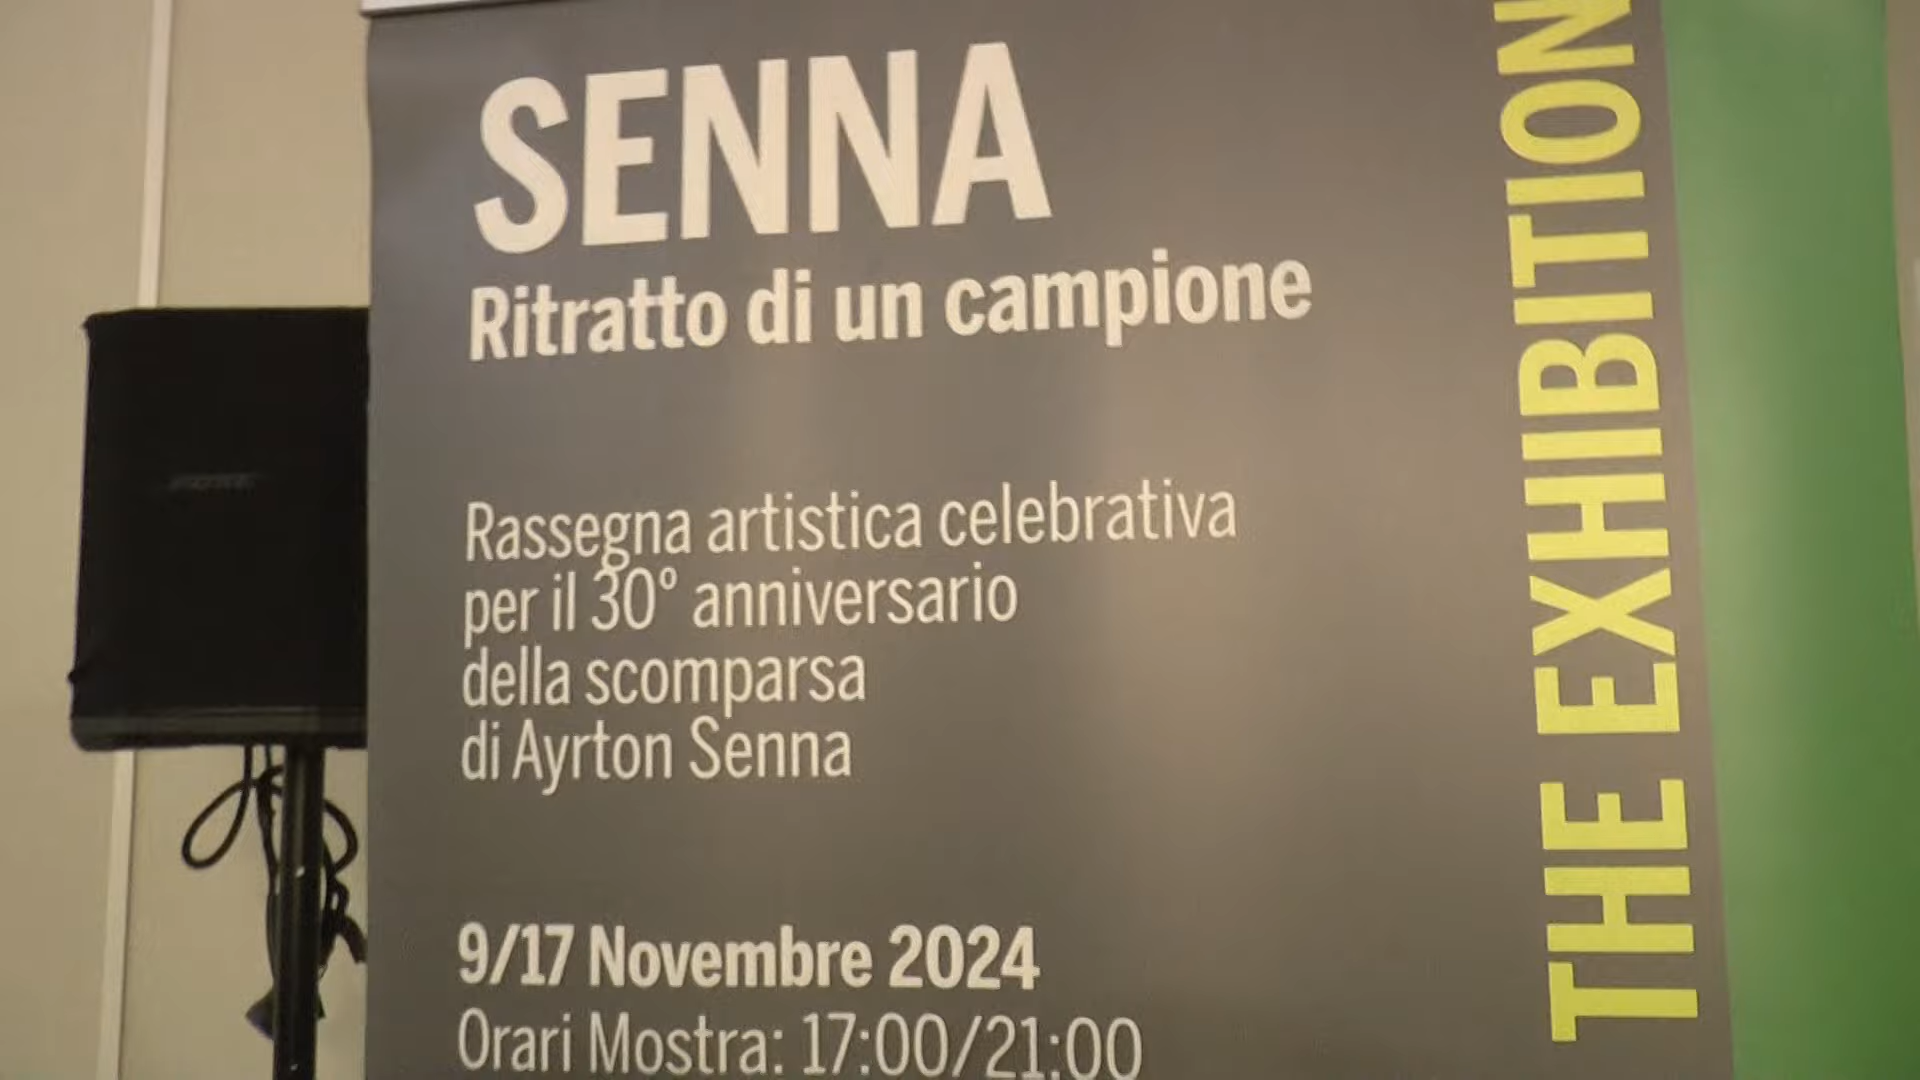 SENNA
Ritratto di un campione
Rassegna artistica celebrativa
per il 30° anniversario
della scomparsa
di Ayrton Senna
9/17 Novembre 2024
Orari Mostra: 17:00/21:00
THE EXHIBITION
BOSE